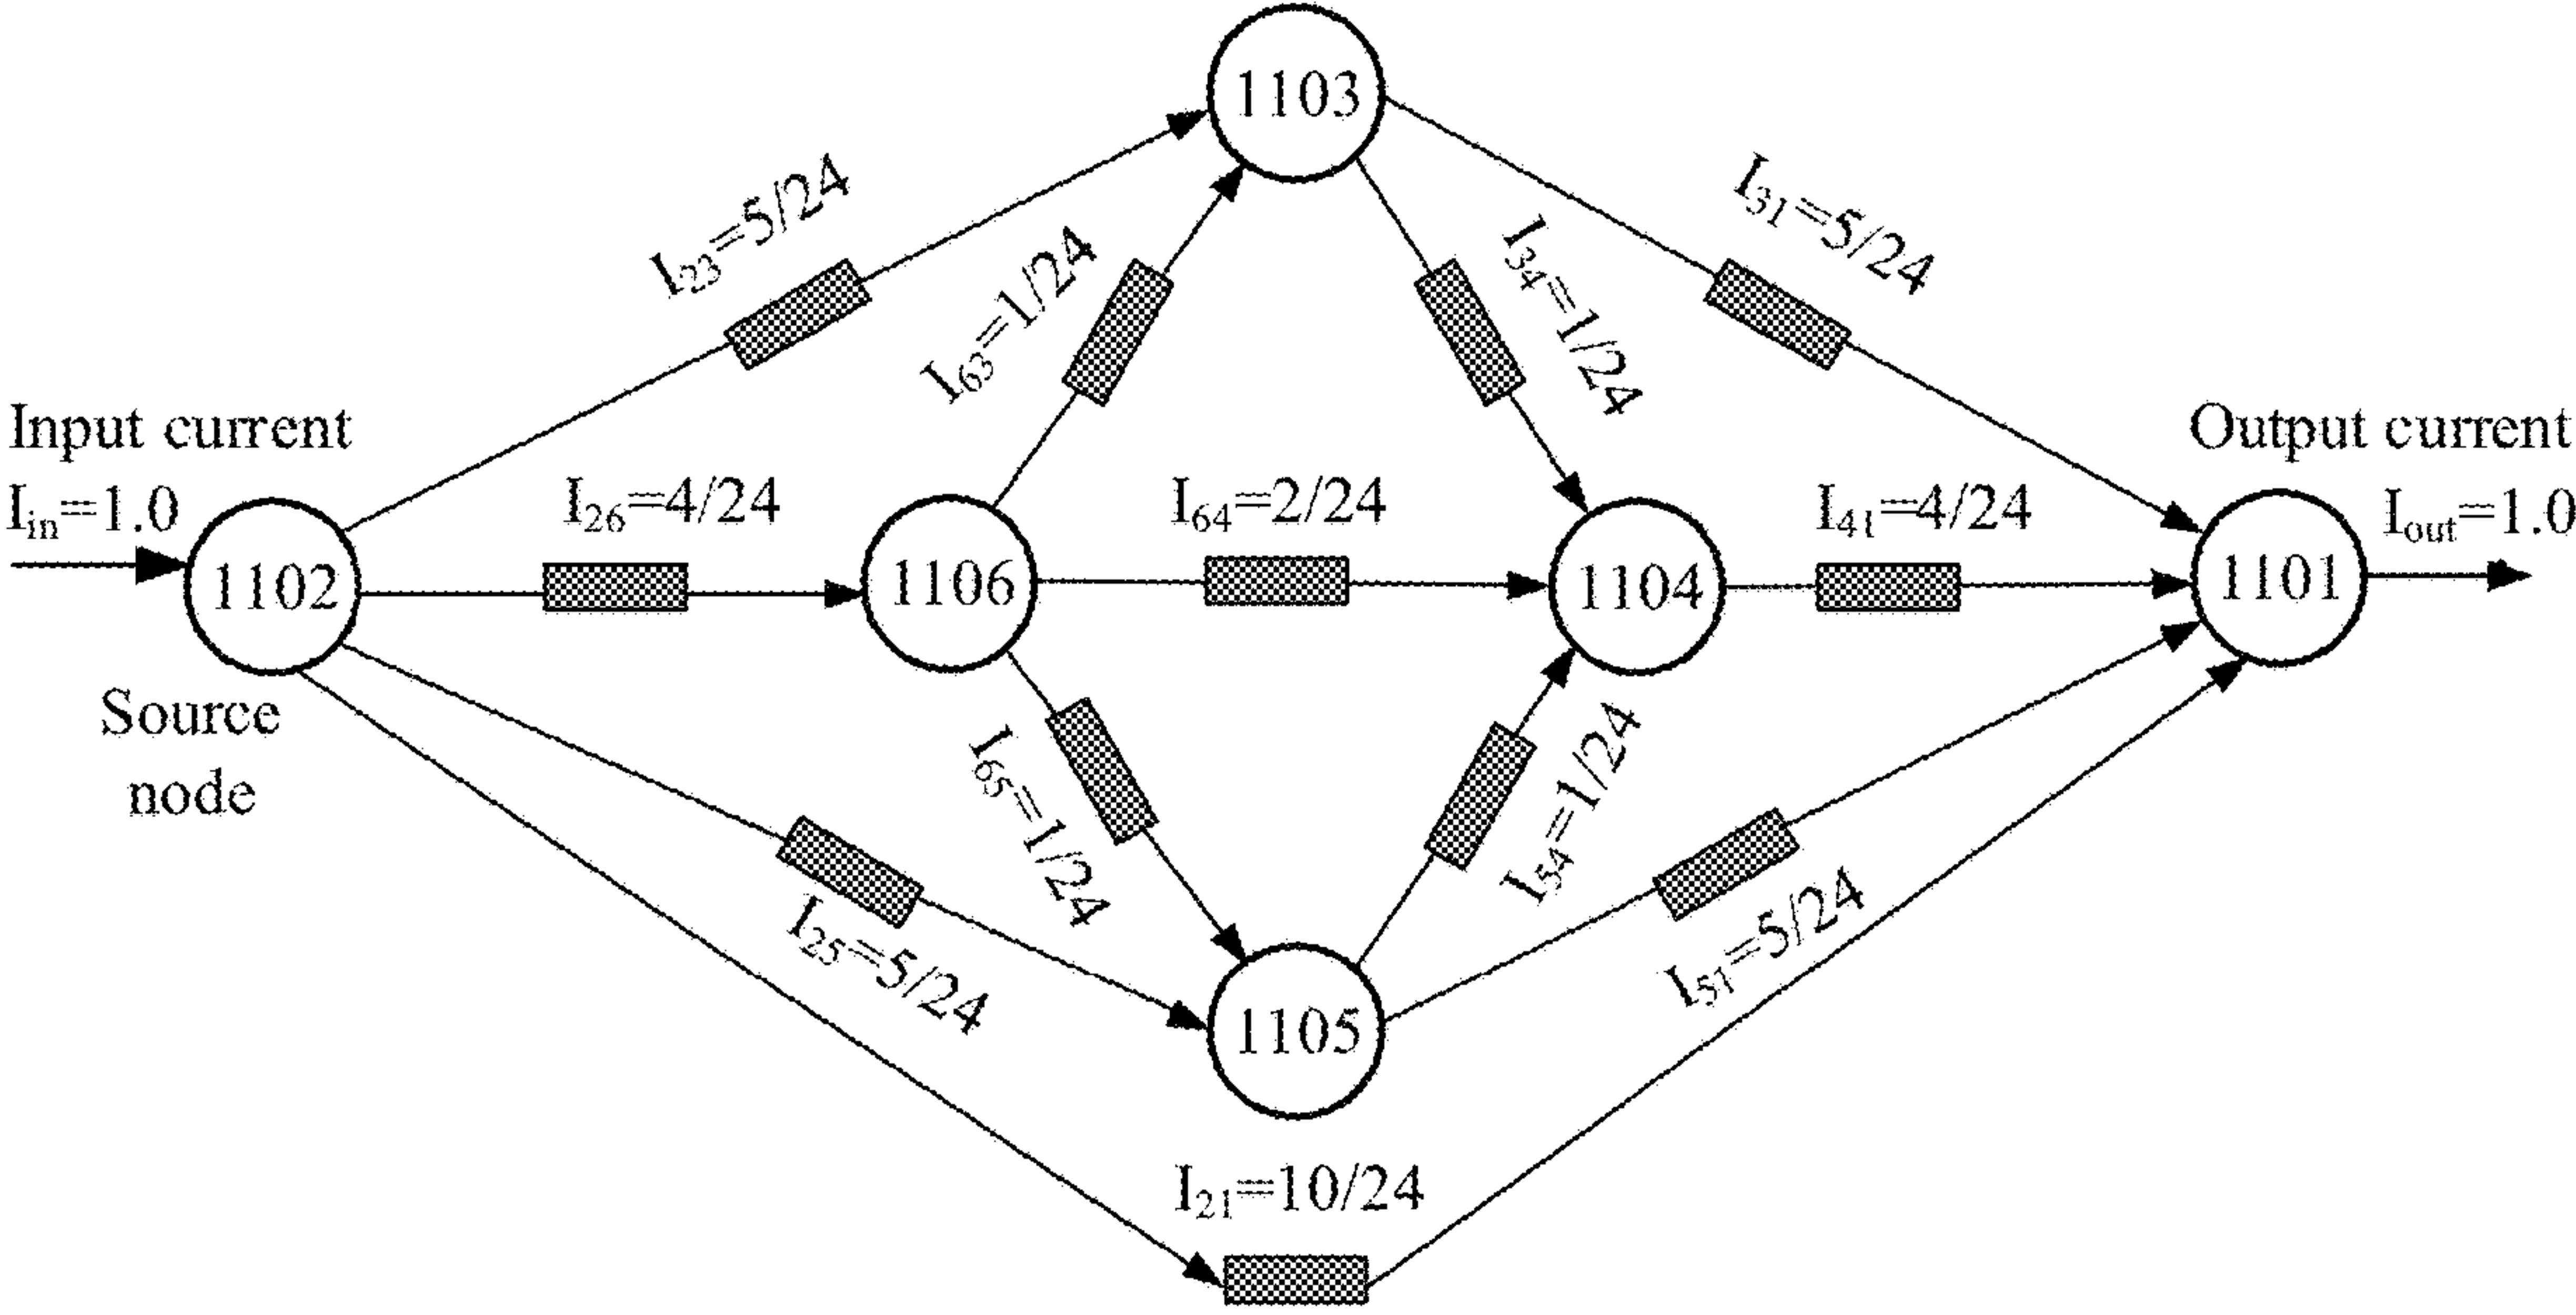 1103
I23=5/24
I63=1/24
I34=1/24
I31=5/24
Input current
Iin=1.0
1102
Source
node
I26=4/24
1106
I64=2/24
1104
I41=4/24
1101
Output current
Iout=1.0
I65=1/24
I54=1/24
I25=5/24
1105
I51=5/24
I21=10/24